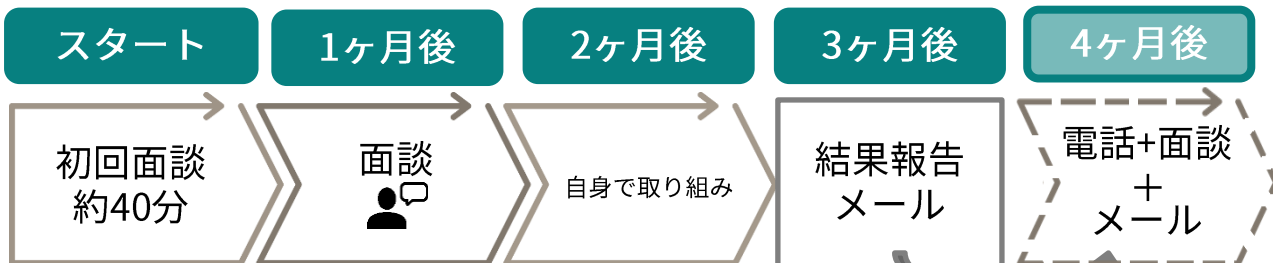 スタート
1ヶ月後
2ヶ月後
3ヶ月後
4ヶ月後
初回面談
約40分
面談
自身で取り組み
結果報告
メール
電話+面談
＋
メール